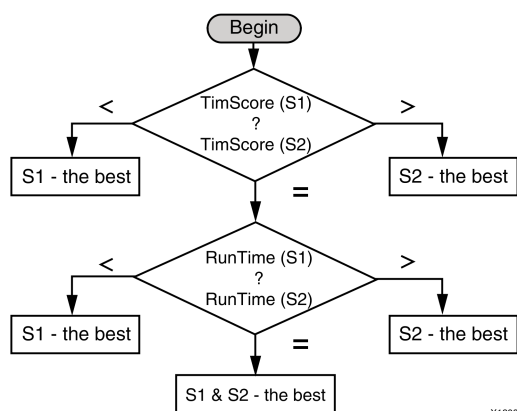 Begin
<
TimScore (S1)
?
TimScore (S2)
>
S1 - the best
S2 - the best
=
<
RunTime (S1)
?
RunTime (S2)
>
S1 - the best
S2 - the best
=
S1 & S2 - the best